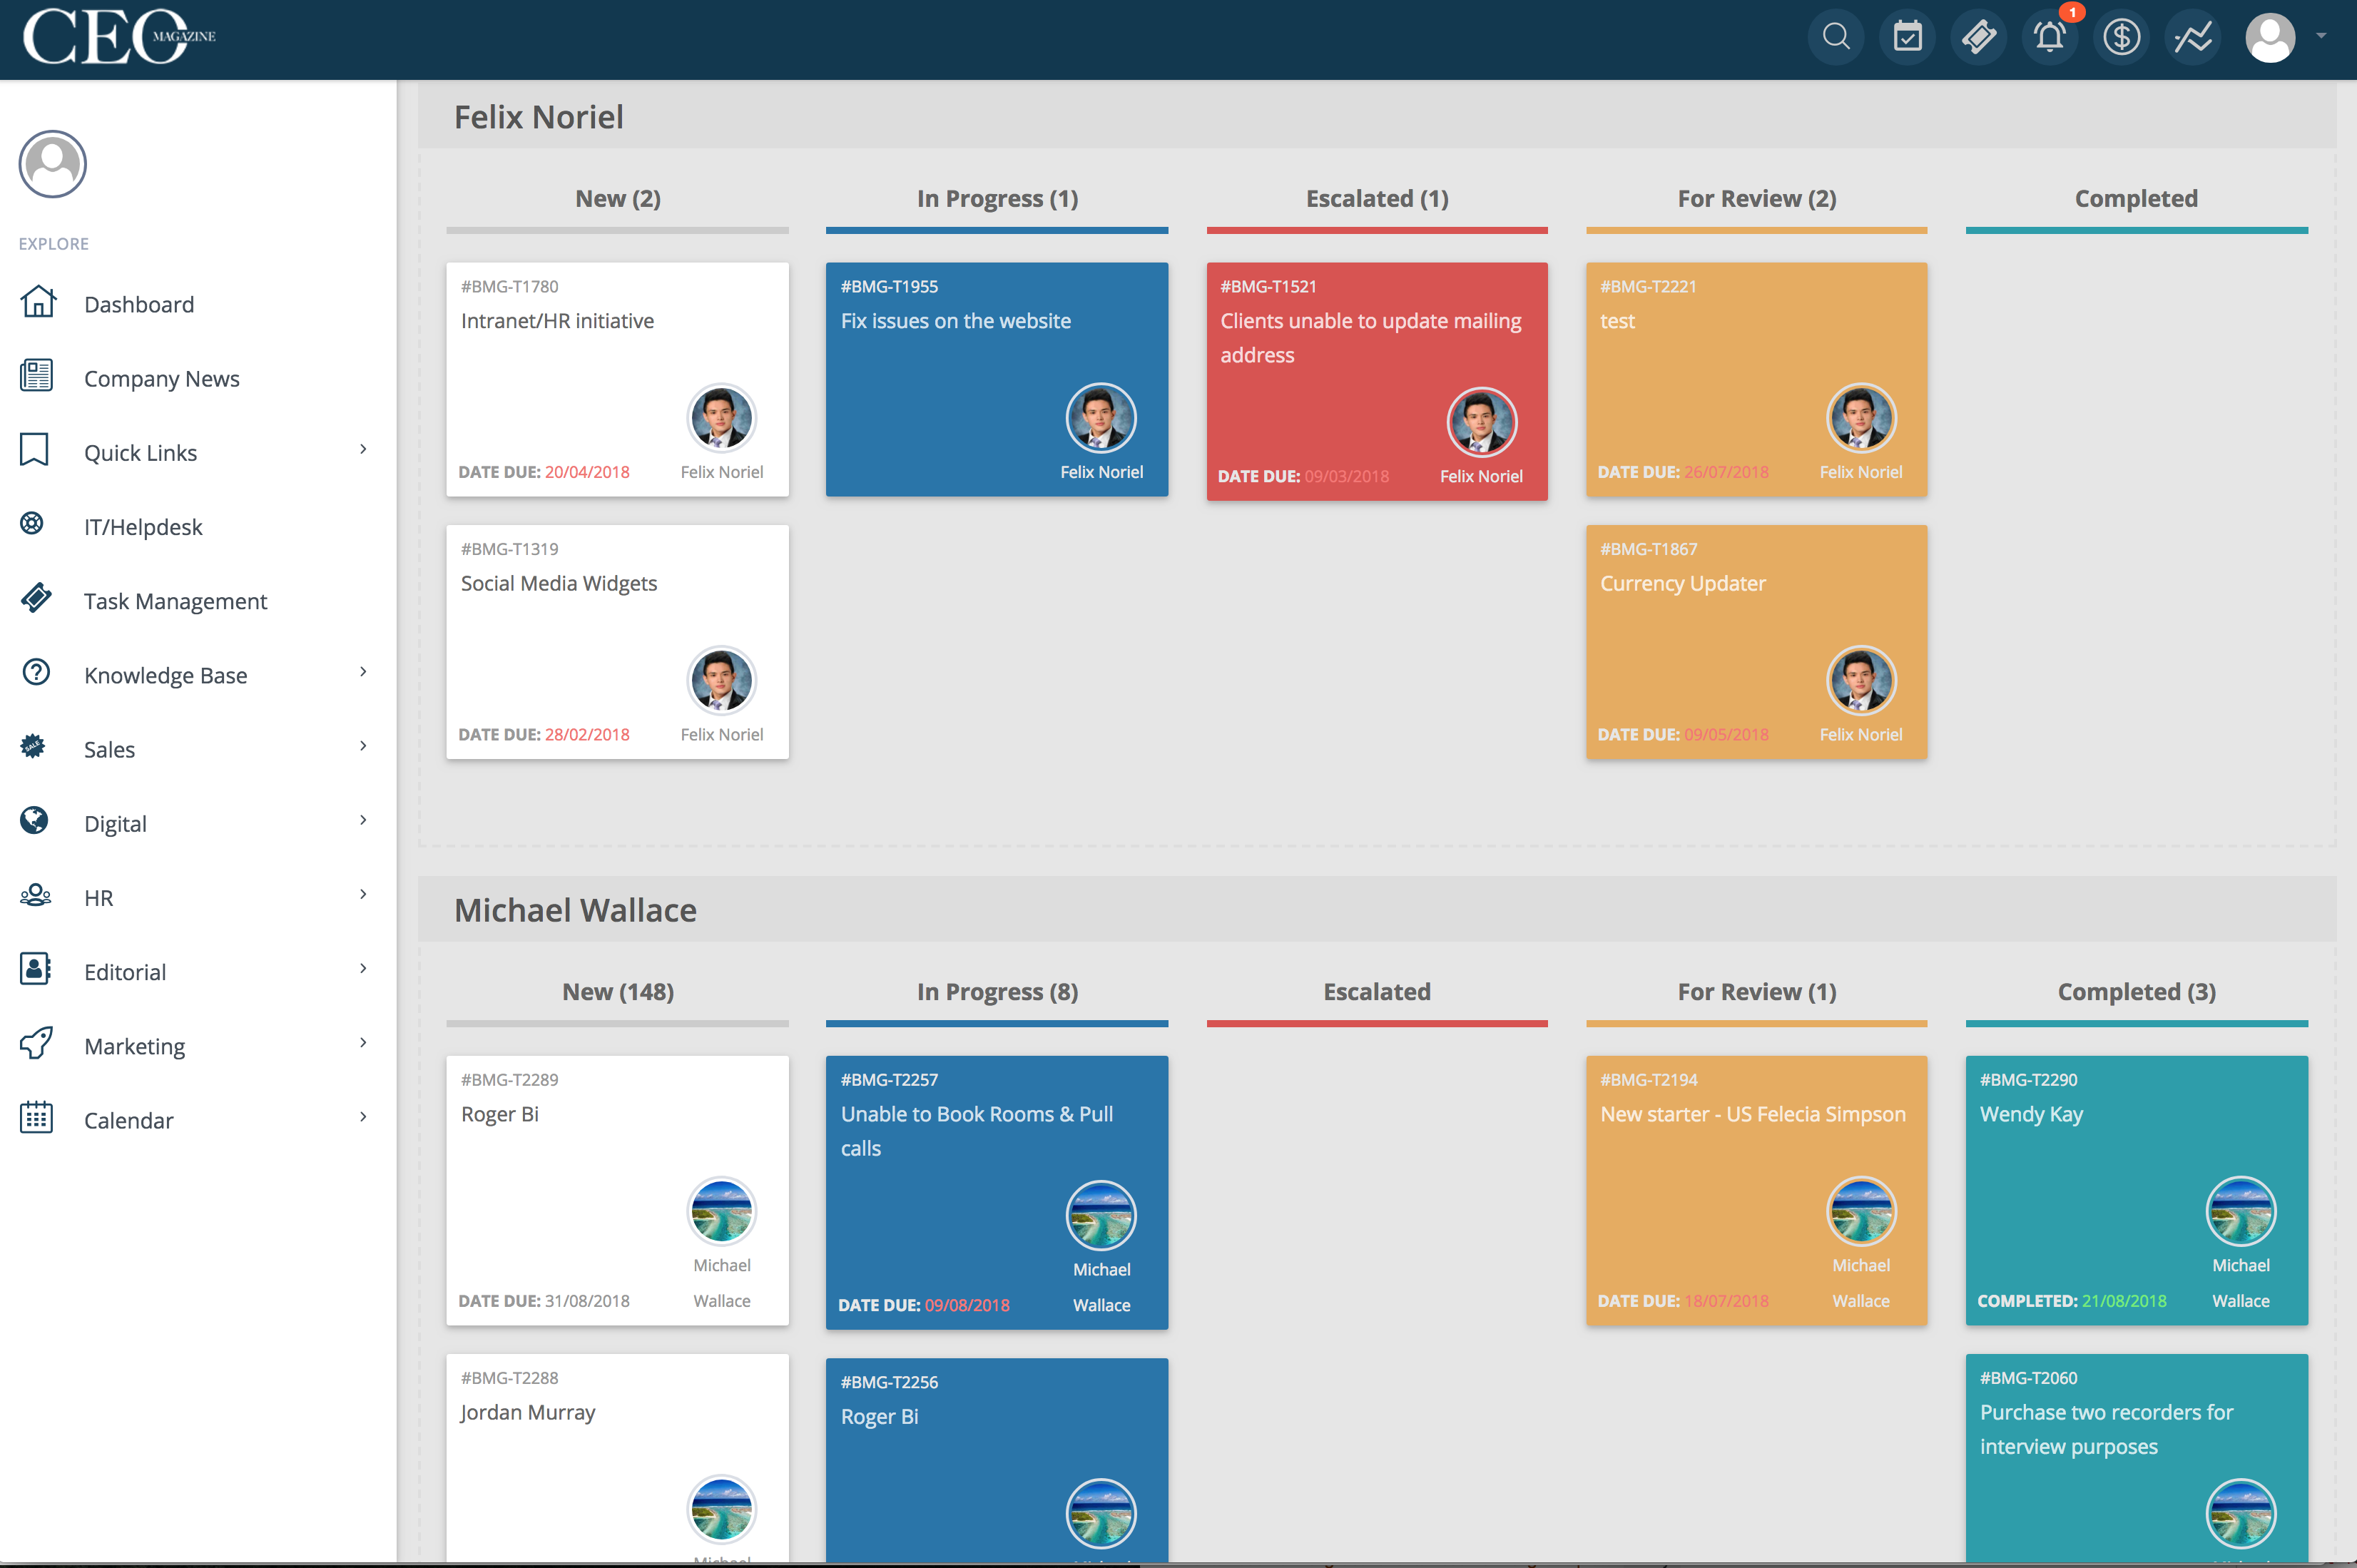 CEO MAGAZINE
1
EXPLORE
Dashboard
Company News
Quick Links
IT/Helpdesk
Task Management
Knowledge Base
SALE
Sales
Digital
HR
Editorial
Marketing
Calendar
Felix Noriel
New (2)
In Progress (1)
Escalated (1)
For Review (2)
Completed
#BMG-T1780
Intranet/HR initiative
DATE DUE: 20/04/2018
Felix Noriel
#BMG-T1319
Social Media Widgets
DATE DUE: 28/02/2018
Felix Noriel
#BMG-T1955
Fix issues on the website
Felix Noriel
#BMG-T1521
Clients unable to update mailing
address
DATE DUE: 09/03/2018
Felix Noriel
#BMG-T2221
test
DATE DUE: 26/07/2018
Felix Noriel
#BMG-T1867
Currency Updater
DATE DUE: 09/05/2018
Felix Noriel
Michael Wallace
New (148)
In Progress (8)
Escalated
For Review (1)
Completed (3)
#BMG-T2289
Roger Bi
Michael
DATE DUE: 31/08/2018
Wallace
#BMG-T2288
Jordan Murray
#BMG-T2257
Unable to Book Rooms & Pull
calls
Michael
DATE DUE: 09/08/2018
Wallace
#BMG-T2256
Roger Bi
#BMG-T2194
New starter - US Felecia Simpson
Michael
DATE DUE: 18/07/2018
Wallace
#BMG-T2290
Wendy Kay
Michael
COMPLETED: 21/08/2018
Wallace
#BMG-T2060
Purchase two recorders for
interview purposes